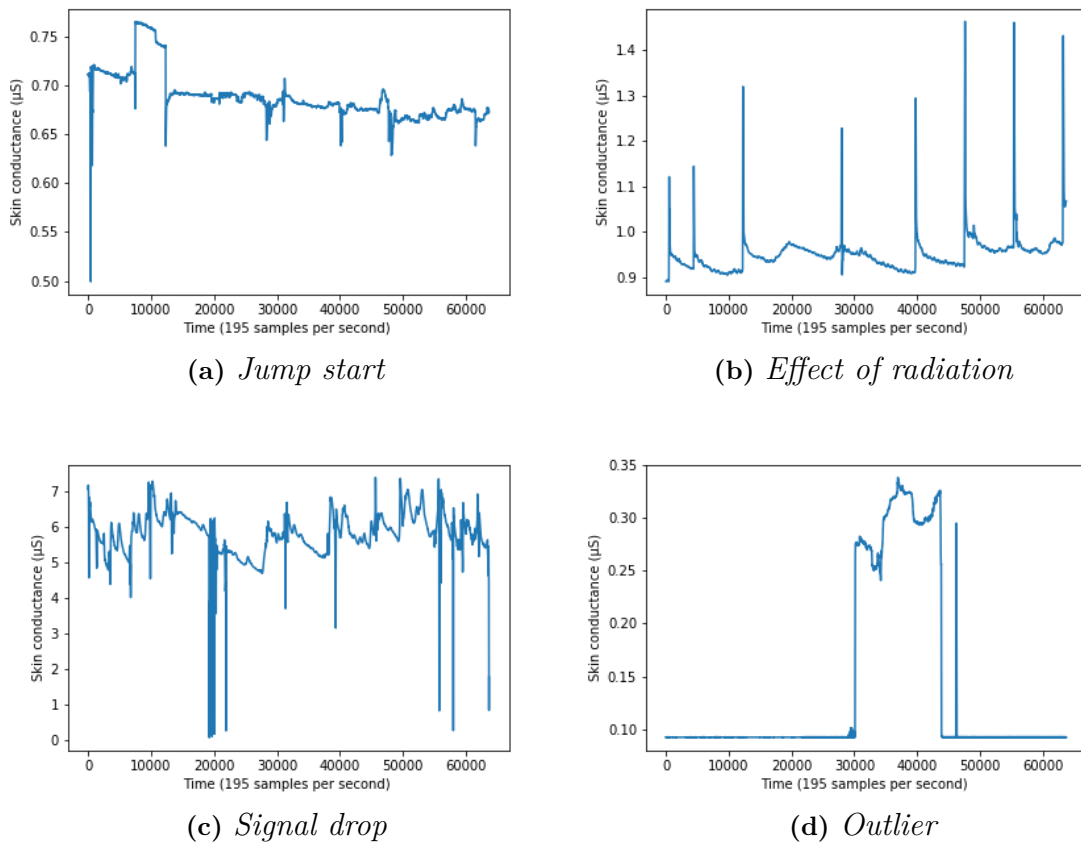 0.75
0.70
0.65
0.60
0.55
0.50
Skin conductance (µS)
0 10000 20000 30000 40000 50000 60000
Time (195 samples per second)
(a) Jump start
1.4
1.3
1.2
1.1
1.0
0.9
Skin conductance (µS)
0 10000 20000 30000 40000 50000 60000
Time (195 samples per second)
(b) Effect of radiation
7
6
5
4
3
2
1
0
Skin conductance (µS)
0 10000 20000 30000 40000 50000 60000
Time (195 samples per second)
(c) Signal drop
0.35
0.30
0.25
0.20
0.15
0.10
Skin conductance (µS)
0 10000 20000 30000 40000 50000 60000
Time (195 samples per second)
(d) Outlier